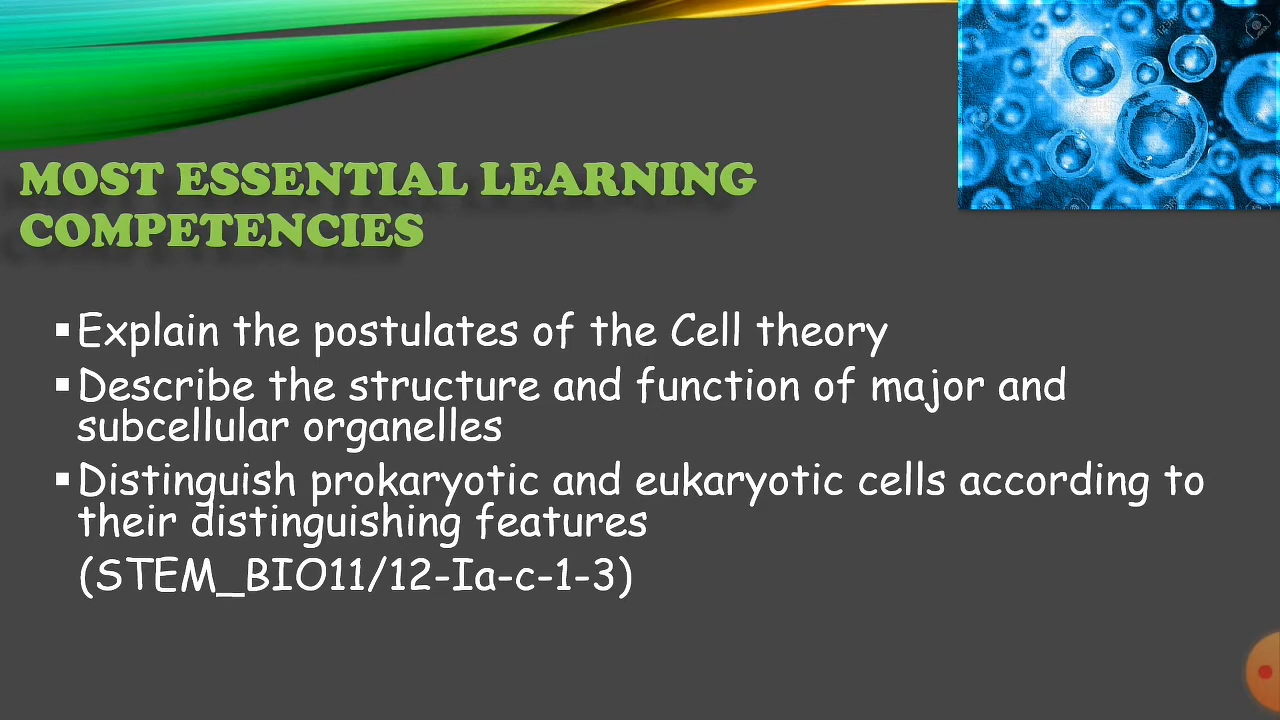 MOST ESSENTIAL LEARNING
COMPETENCIES
▪Explain the postulates of the Cell theory
▪Describe the structure and function of major and
subcellular organelles
▪Distinguish prokaryotic and eukaryotic cells according to
their distinguishing features
(STEM_BIO11/12-Ia-c-1-3)